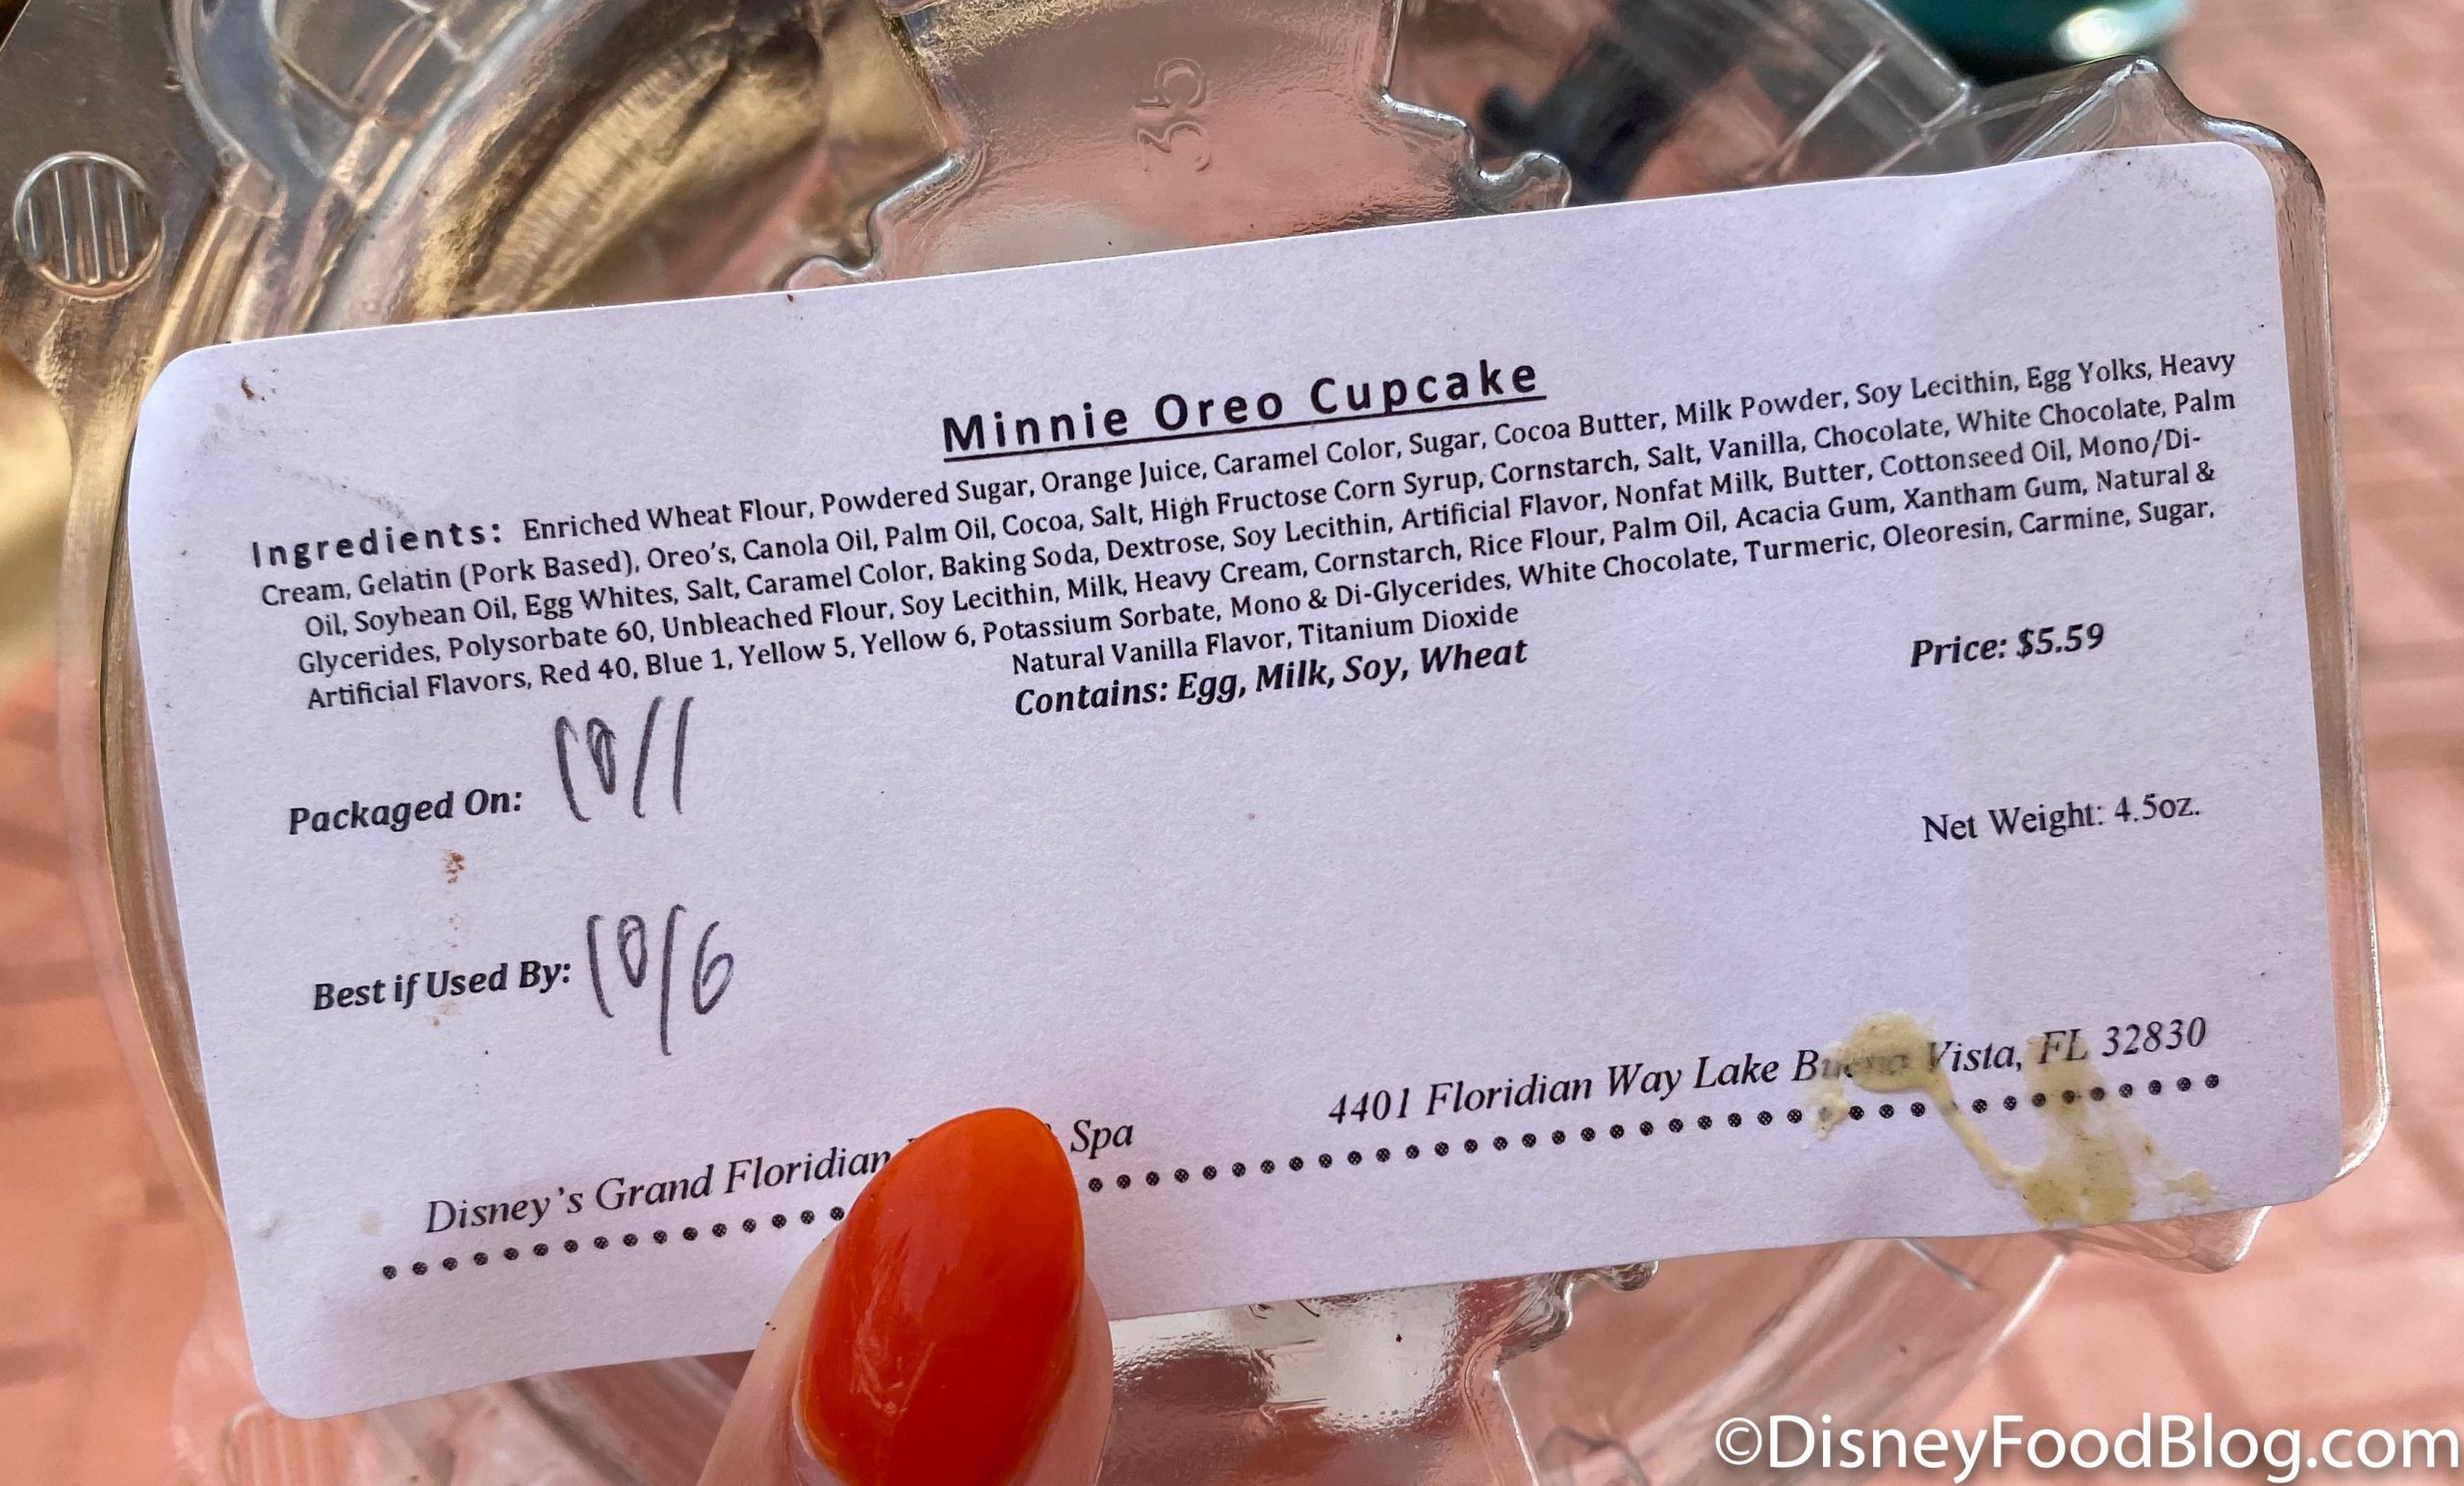 35
Minnie Oreo Cupcake
Ingredients: Enriched Wheat Flour, Powdered Sugar, Orange Juice, Caramel Color, Sugar, Cocoa Butter, Milk Powder, Soy Lecithin, Egg Yolks, Heavy
Cream, Gelatin (Pork Based), Oreo's, Canola Oil, Palm Oil, Cocoa, Salt, High Fructose Corn Syrup, Cornstarch, Salt, Vanilla, Chocolate, White Chocolate, Palm
Oil, Soybean Oil, Egg Whites, Salt, Caramel Color, Baking Soda, Dextrose, Soy Lecithin, Artificial Flavor, Nonfat Milk, Butter, Cottonseed Oil, Mono/Di-
Glycerides, Polysorbate 60, Unbleached Flour, Soy Lecithin, Milk, Heavy Cream, Cornstarch, Rice Flour, Palm Oil, Acacia Gum, Xantham Gum, Natural &
Artificial Flavors, Red 40, Blue 1, Yellow 5, Yellow 6, Potassium Sorbate, Mono & Di-Glycerides, White Chocolate, Turmeric, Oleoresin, Carmine, Sugar,
Natural Vanilla Flavor, Titanium Dioxide
Contains: Egg, Milk, Soy, Wheat
Price: $5.59
Packaged On: 10/1
Net Weight: 4.5oz.
Best if Used By: 10/6
Disney's Grand Floridian Spa
4401 Floridian Way Lake Buena Vista, FL 32830
©DisneyFoodBlog.com